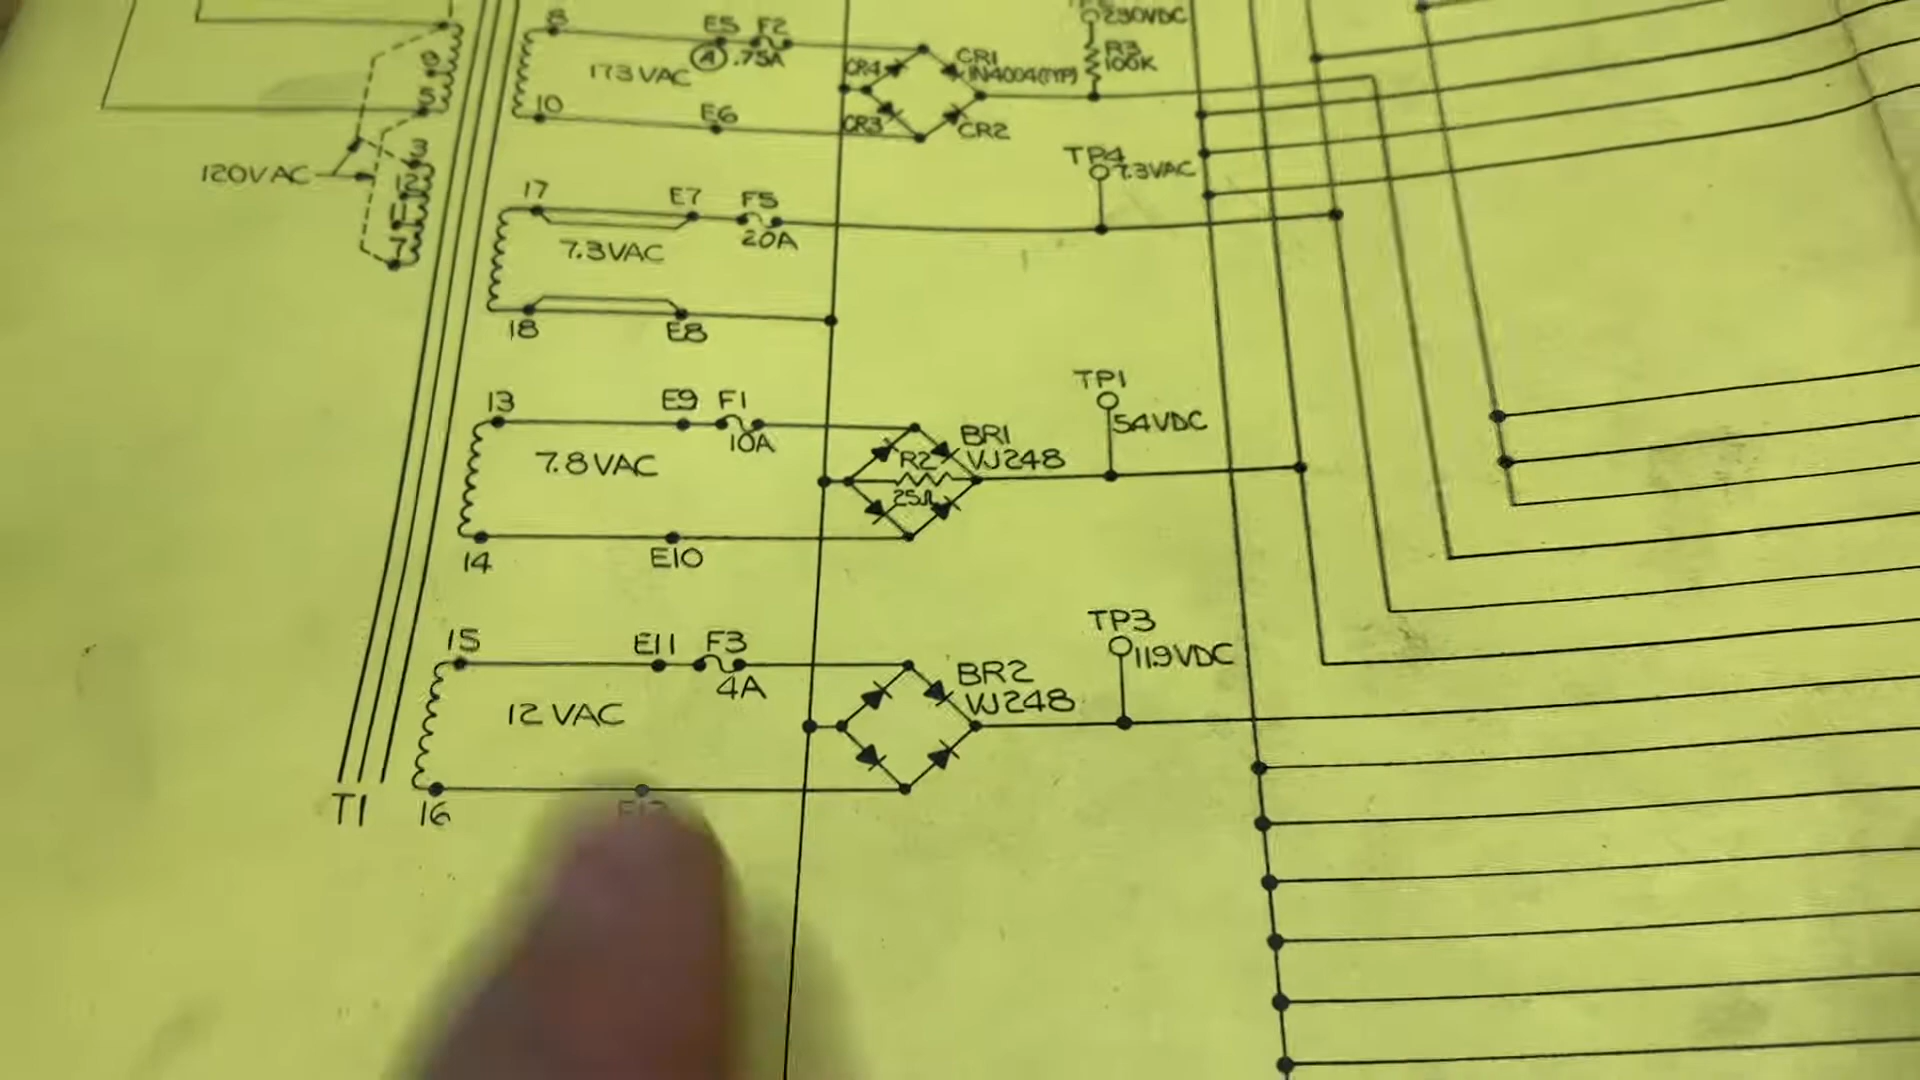 8
E5
F2
A
.75A
173 VAC
10
E6
CR4
CR1
IN4004(TYP)
CR3
CR2
230VDC
R3
100K
120VAC
17
E7
F5
20A
7.3VAC
18
E8
TP4
7.3VAC
13
E9
F1
10A
7.8VAC
14
E10
R2
25Ω
BR1
VJ248
TP1
54VDC
15
E11
F3
4A
12 VAC
16
BR2
VJ248
TP3
119VDC
T1